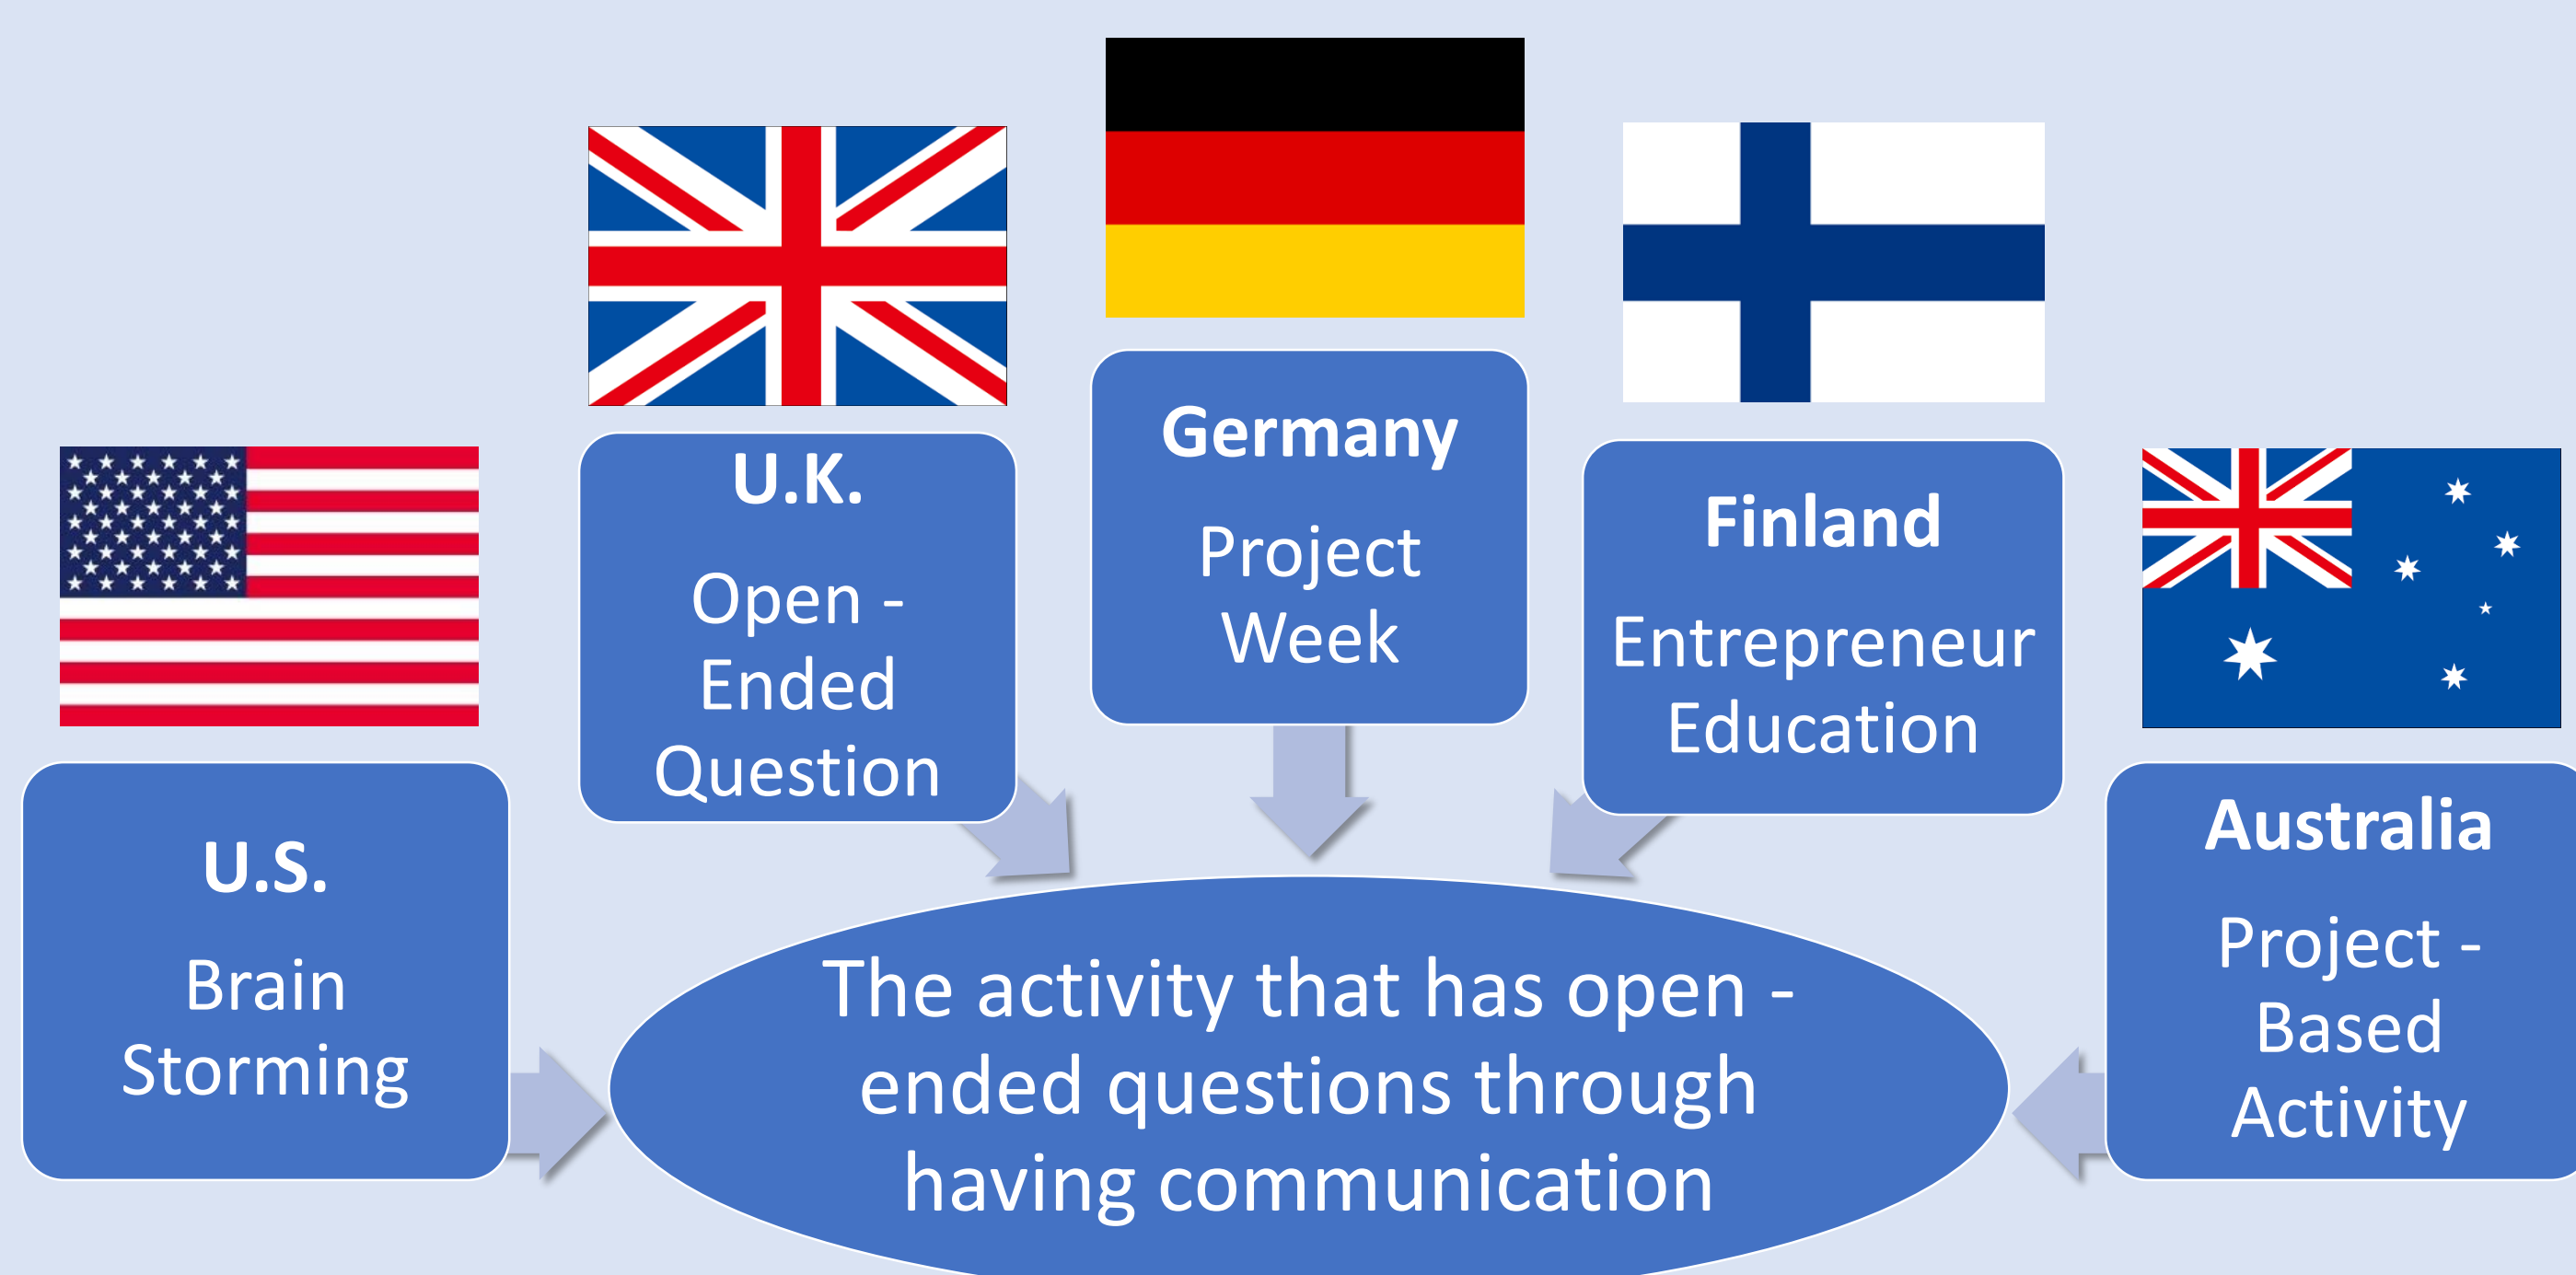 U.S.
Brain
Storming
U.K.
Open -
Ended
Question
Germany
Project
Week
Finland
Entrepreneur
Education
Australia
Project -
Based
Activity
The activity that has open -
ended questions through
having communication